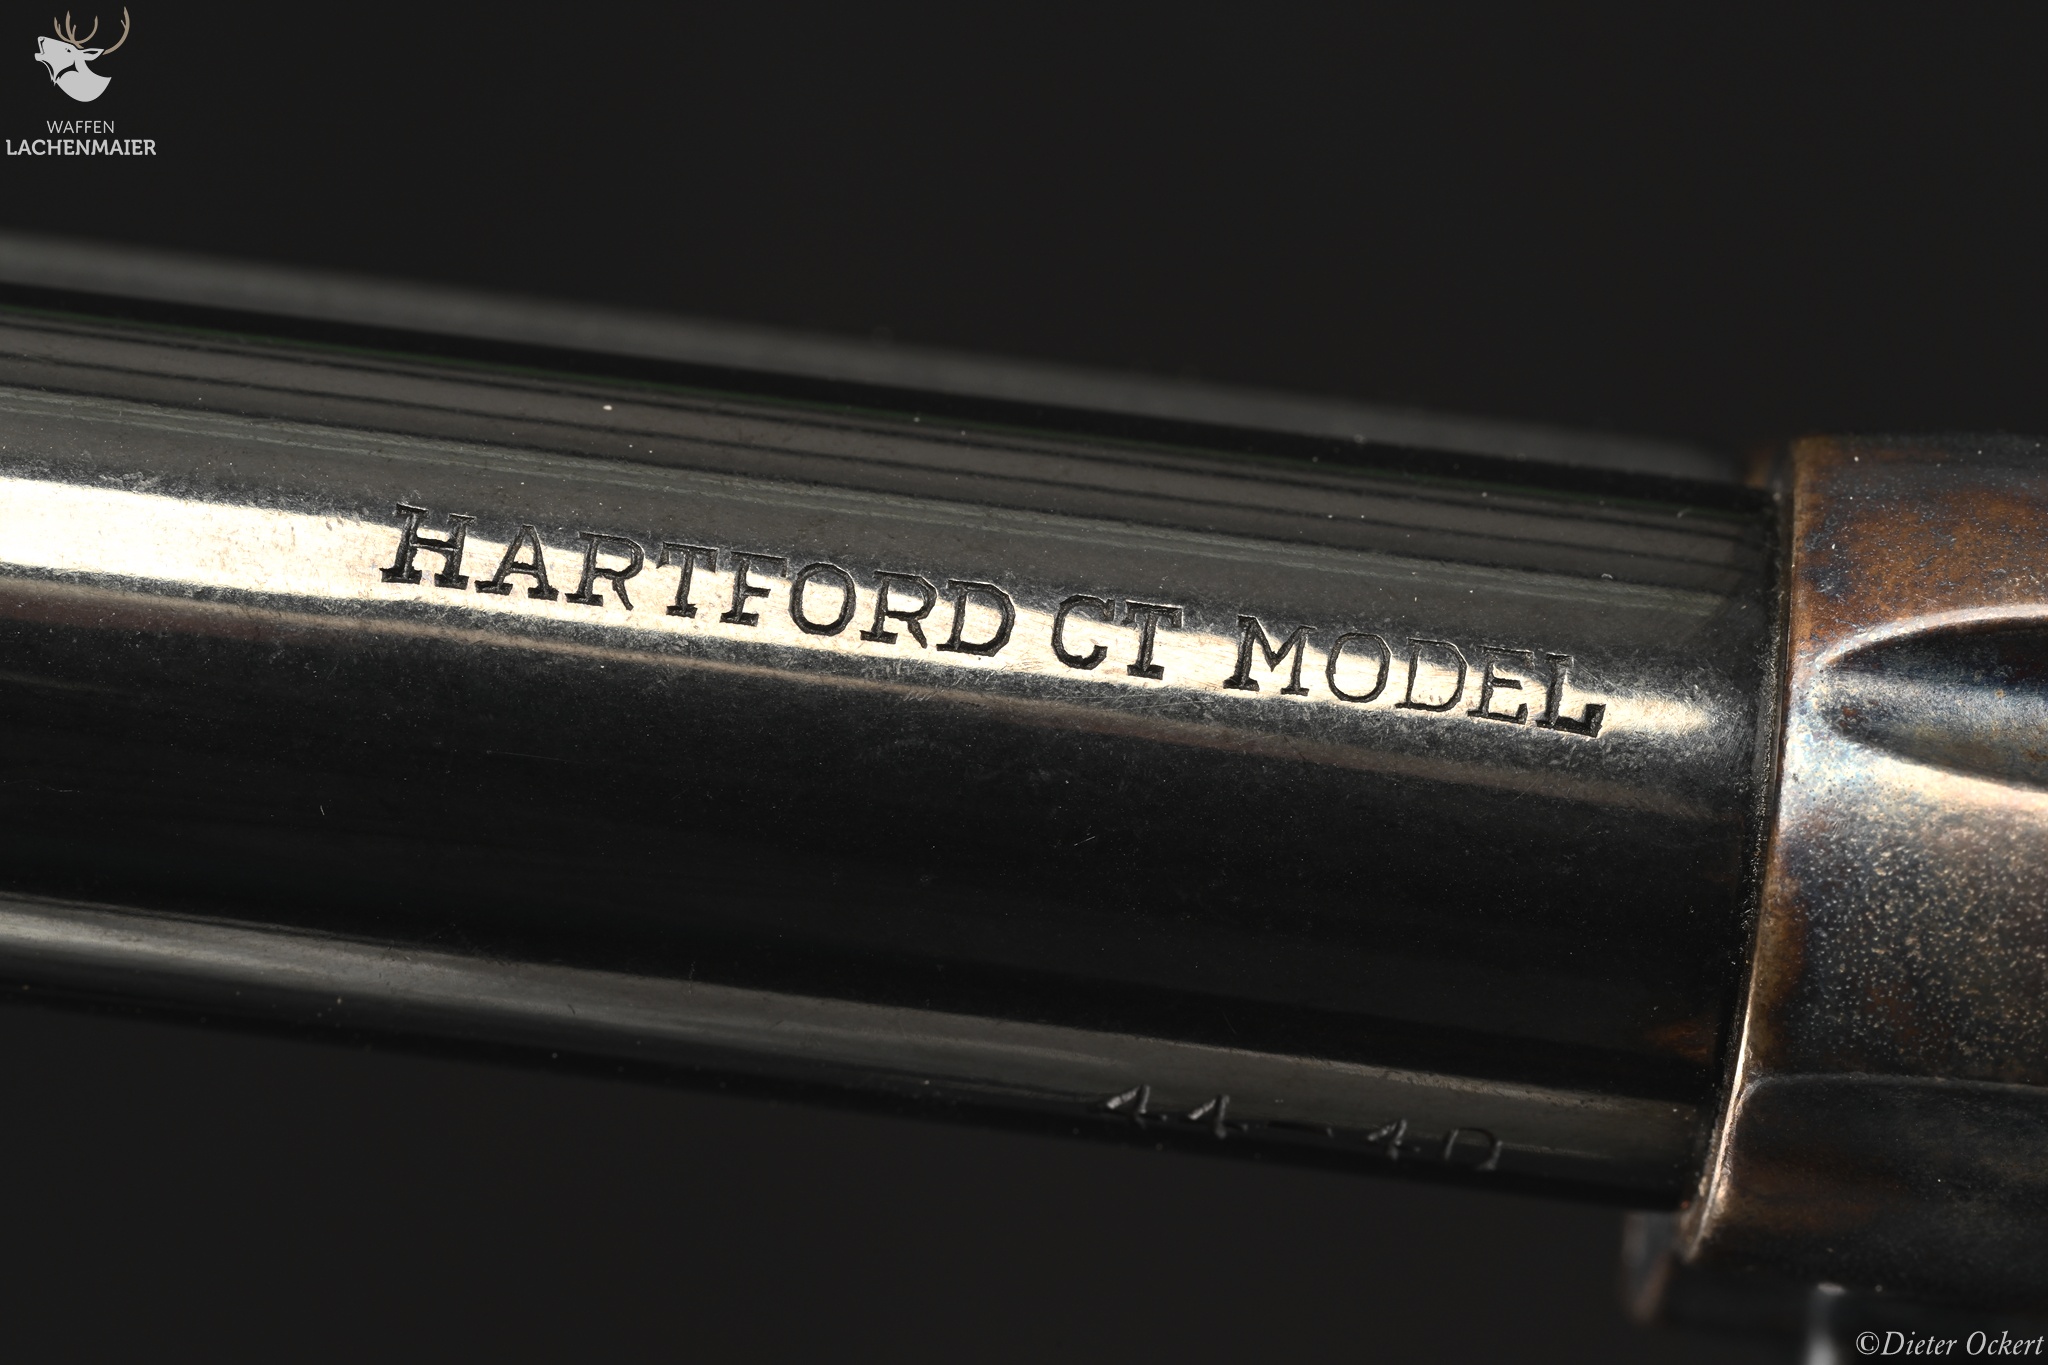 WAFFEN
LACHENMAIER
HARTFORD CT MODEL
44-40
©Dieter Ockert